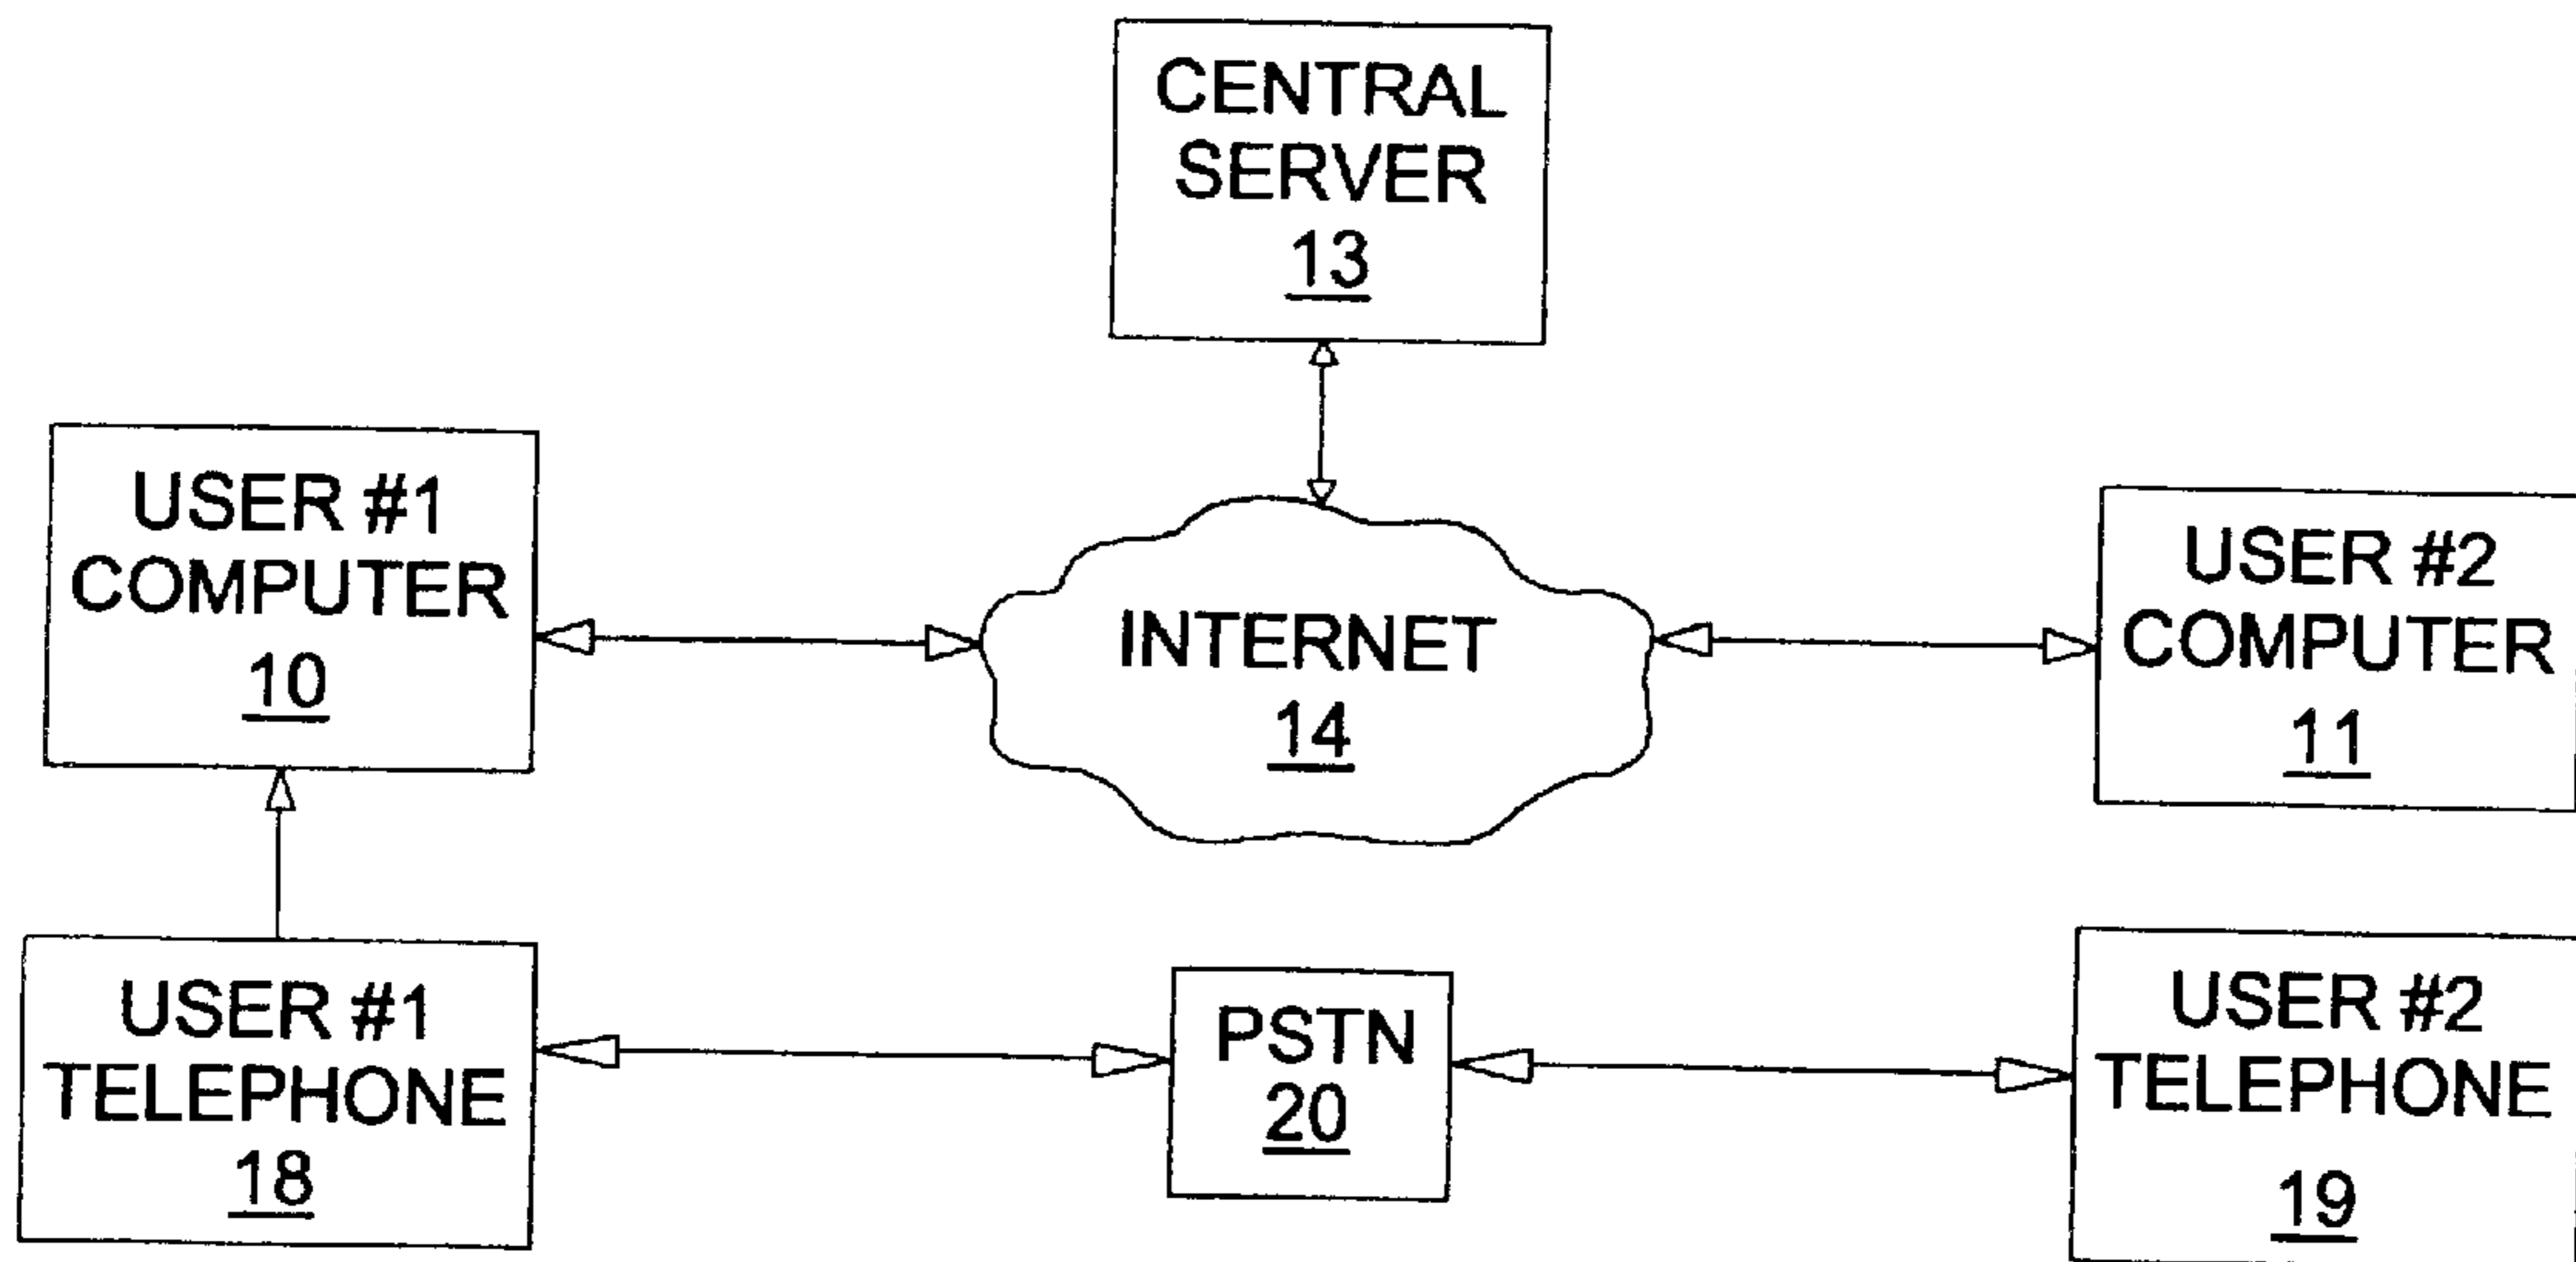 CENTRAL
SERVER
13
USER #1
COMPUTER
10
INTERNET
14
USER #2
COMPUTER
11
USER #1
TELEPHONE
18
PSTN
20
USER #2
TELEPHONE
19